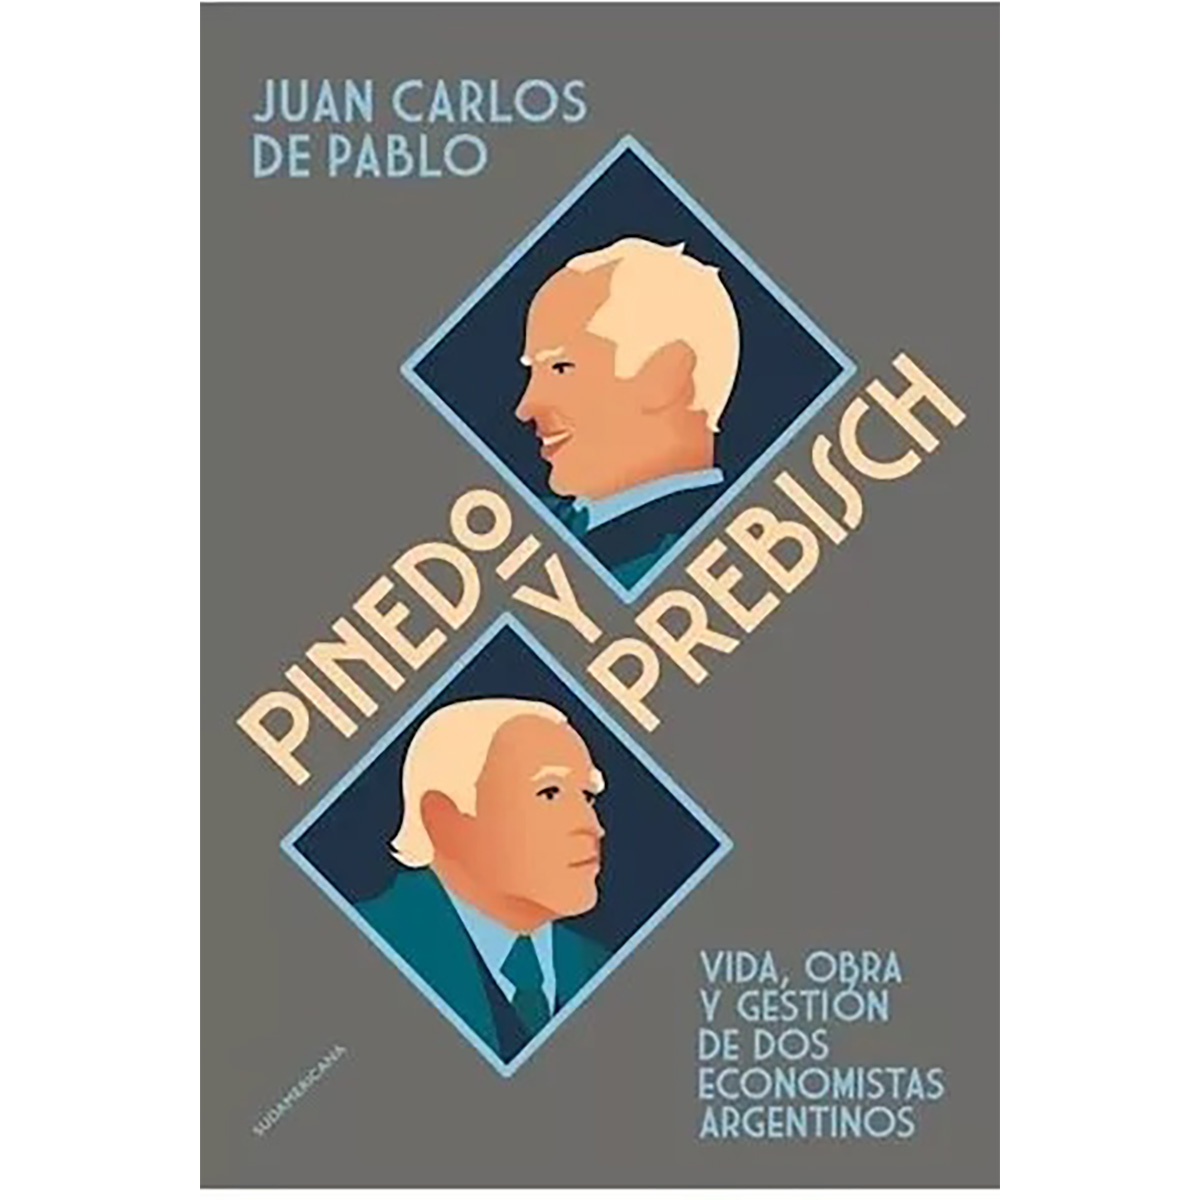 JUAN CARLOS
DE PABLO
PINEDO
Y
PREBISCH
VIDA, OBRA
Y GESTIÓN
DE DOS
ECONOMISTAS
ARGENTINOS
SUDAMERICANA